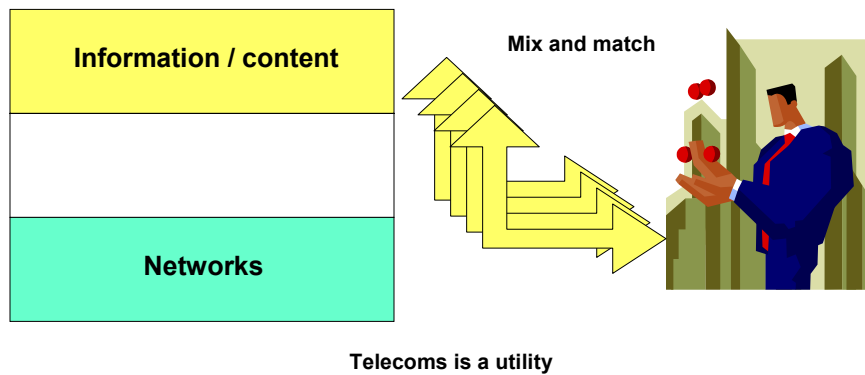 Mix and match
Information / content
Networks
Telecoms is a utility